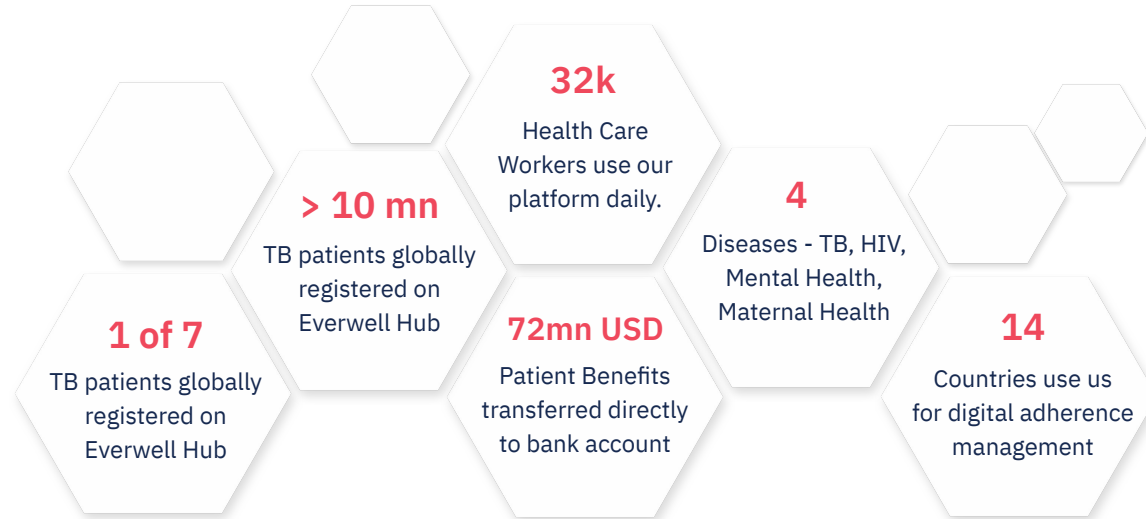 1 of 7
TB patients globally
registered on
Everwell Hub
> 10 mn
TB patients globally
registered on
Everwell Hub
32k
Health Care
Workers use our
platform daily.
72mn USD
Patient Benefits
transferred directly
to bank account
4
Diseases - TB, HIV,
Mental Health,
Maternal Health
14
Countries use us
for digital adherence
management